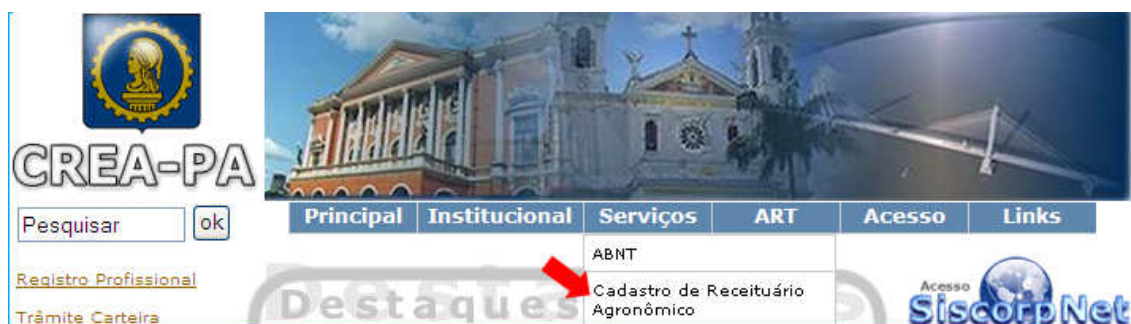 CREA-PA
Pesquisar ok
Principal Institucional Serviços ART Acesso Links
ABNT
Cadastro de Receituário
Agronômico
Registro Profissional
Trâmite Carteira
Destaques
Acesso
SiscorpNet